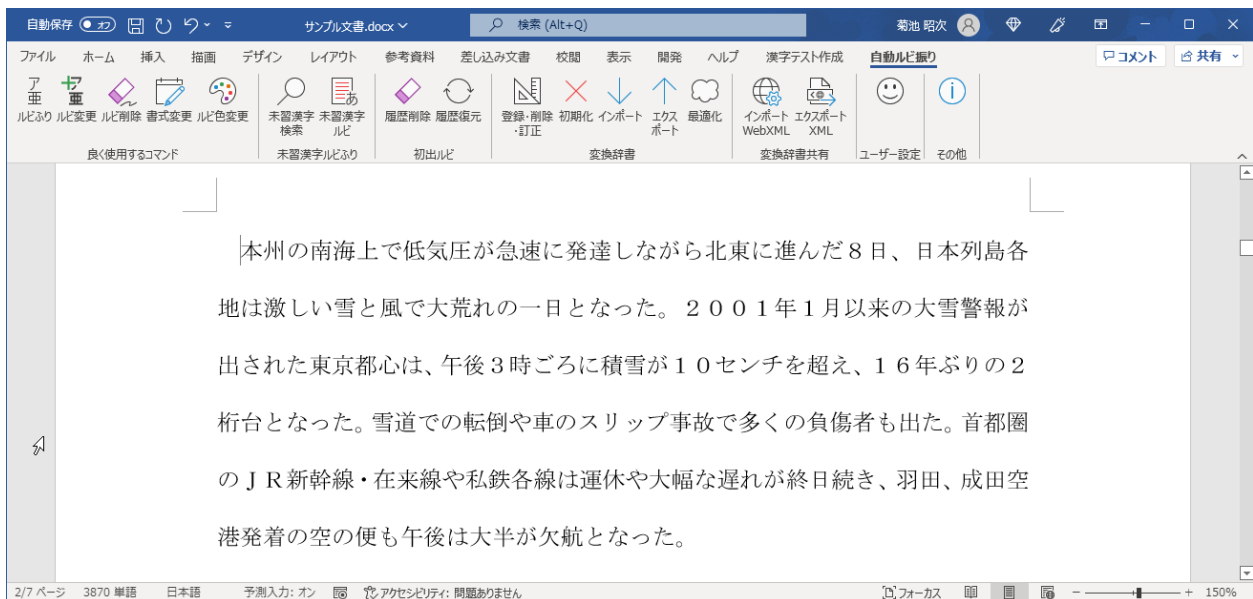 自動保存 オフ サンプル文書.docx 検索 (Alt+Q) 菊池 昭次
ファイル ホーム 挿入 描画 デザイン レイアウト 参考資料 差し込み文書 校閲 表示 開発 ヘルプ 漢字テスト作成 自動ルビ振り コメント 共有
ア亜 亜
ルビふり ルビ変更 ルビ削除 書式変更 ルビ色変更 未習漢字検索 未習漢字ルビ 履歴削除 履歴復元 登録・削除・訂正 初期化 インポート エクスポート 最適化 インポートWebXML エクスポートXML
良く使用するコマンド 未習漢字ルビふり 初出ルビ 変換辞書 変換辞書共有 ユーザー設定 その他
本州の南海上で低気圧が急速に発達しながら北東に進んだ８日、日本列島各
地は激しい雪と風で大荒れの一日となった。２００１年１月以来の大雪警報が
出された東京都心は、午後３時ごろに積雪が１０センチを超え、１６年ぶりの２
桁台となった。雪道での転倒や車のスリップ事故で多くの負傷者も出た。首都圏
のＪＲ新幹線・在来線や私鉄各線は運休や大幅な遅れが終日続き、羽田、成田空
港発着の空の便も午後は大半が欠航となった。
2/7 ページ 3870 単語 日本語 予測入力: オン アクセシビリティ: 問題ありません フォーカス 150%